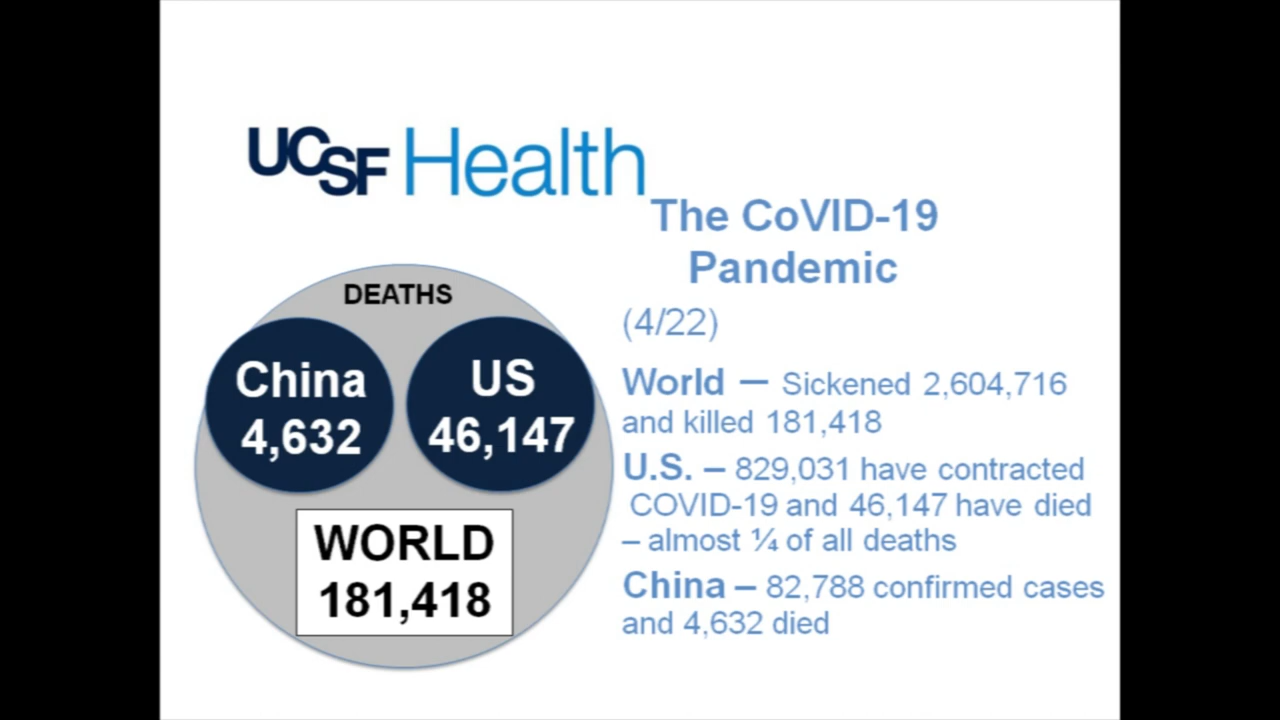 UCSF Health
The CoVID-19
Pandemic
DEATHS
China
4,632
US
46,147
WORLD
181,418
(4/22)
World – Sickened 2,604,716
and killed 181,418
U.S. – 829,031 have contracted
COVID-19 and 46,147 have died
– almost ¼ of all deaths
China – 82,788 confirmed cases
and 4,632 died